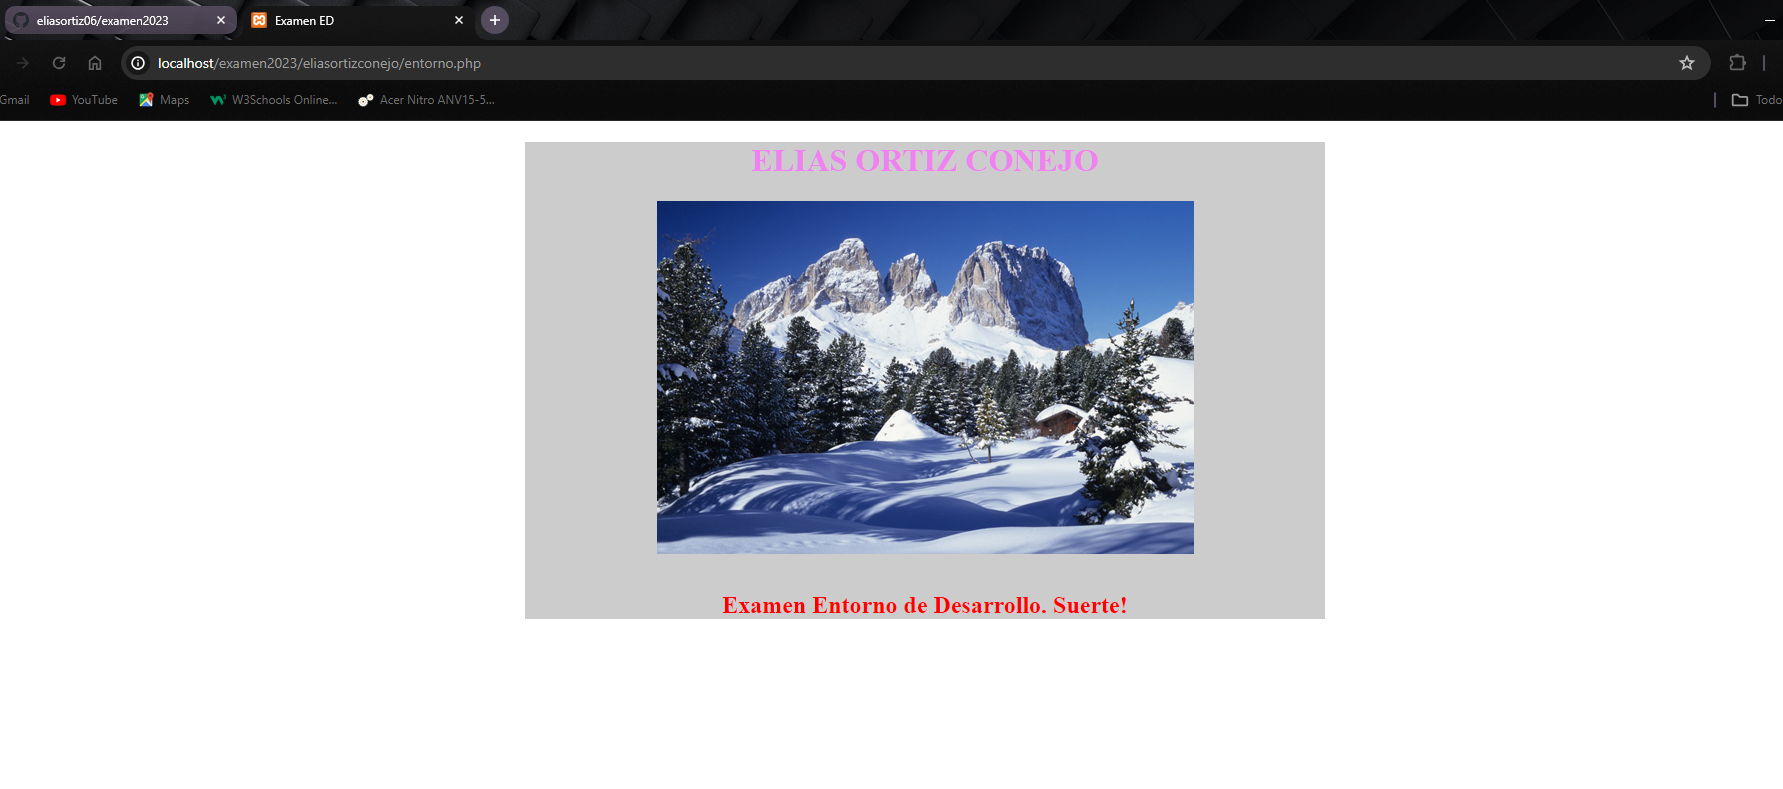 eliasortiz06/examen2023
Examen ED
localhost/examen2023/eliasortizconejo/entorno.php
Gmail
YouTube
Maps
W3Schools Online...
Acer Nitro ANV15-5...
Todo
ELIAS ORTIZ CONEJO
Examen Entorno de Desarrollo. Suerte!